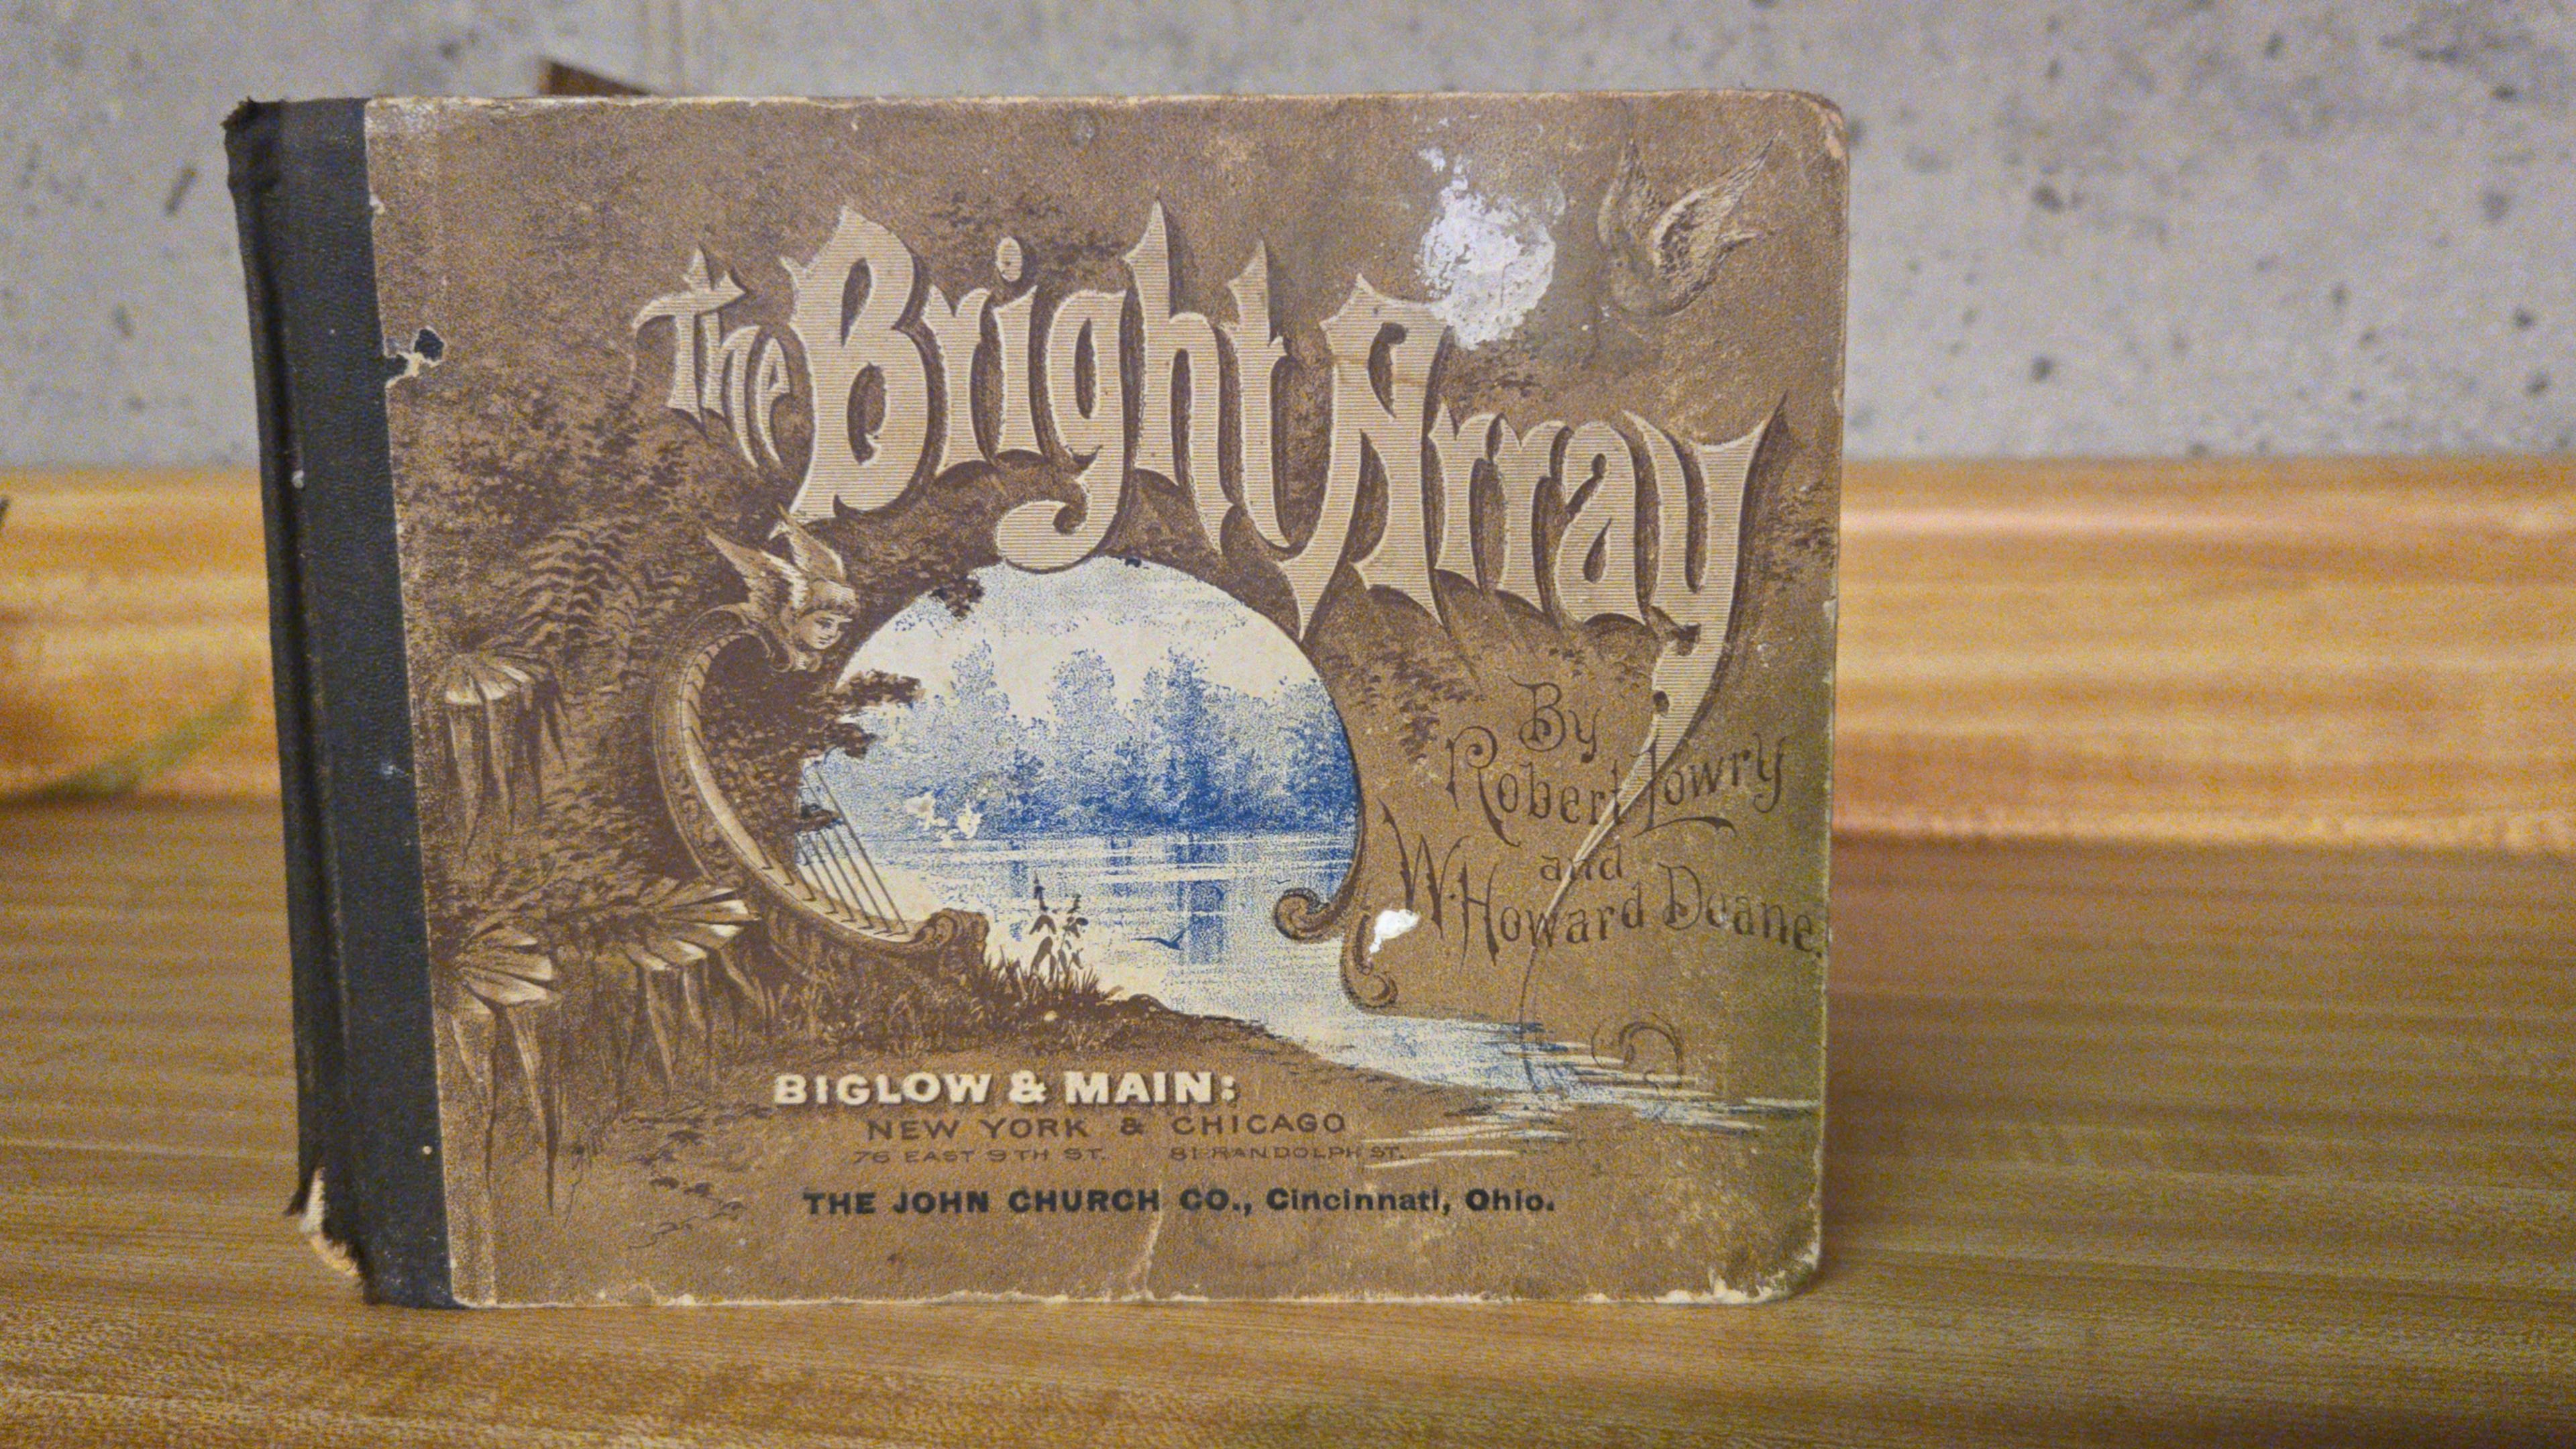 The Bright Array
By
Robert Lowry
and
W. Howard Doane.
BIGLOW & MAIN:
NEW YORK & CHICAGO
76 EAST 9TH ST. 81 RANDOLPH ST.
THE JOHN CHURCH CO., Cincinnati, Ohio.